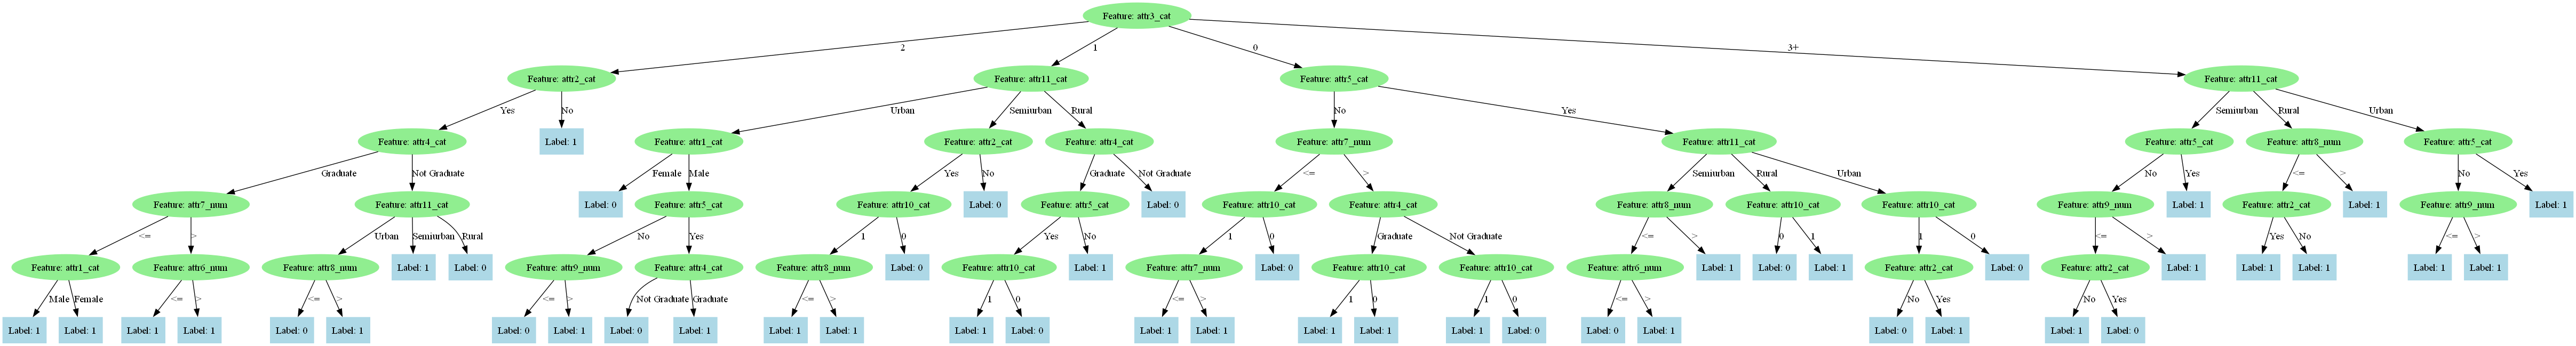 Feature: attr3_cat
2
1
0
3+
Feature: attr2_cat
Feature: attr11_cat
Feature: attr5_cat
Feature: attr11_cat
Yes
No
Urban
Semiurban
Rural
No
Yes
Semiurban
Rural
Urban
Feature: attr4_cat
Label: 1
Feature: attr1_cat
Feature: attr2_cat
Feature: attr4_cat
Feature: attr7_num
Feature: attr11_cat
Feature: attr5_cat
Feature: attr8_num
Feature: attr5_cat
Graduate
Not Graduate
Female
Male
Yes
No
Graduate
Not Graduate
<=
>
Semiurban
Rural
Urban
No
Yes
<=
>
No
Yes
Feature: attr7_num
Feature: attr11_cat
Label: 0
Feature: attr5_cat
Feature: attr10_cat
Label: 0
Feature: attr5_cat
Label: 0
Feature: attr10_cat
Feature: attr4_cat
Feature: attr8_num
Feature: attr10_cat
Feature: attr10_cat
Feature: attr9_num
Label: 1
Feature: attr2_cat
Label: 1
Feature: attr9_num
Label: 1
<=
>
Urban
Semiurban
Rural
No
Yes
1
0
Yes
No
1
0
Graduate
Not Graduate
<=
>
0
1
1
0
<=
>
Yes
No
<=
>
Feature: attr1_cat
Feature: attr6_num
Feature: attr8_num
Label: 1
Label: 0
Feature: attr9_num
Feature: attr4_cat
Feature: attr8_num
Label: 0
Feature: attr10_cat
Label: 1
Feature: attr7_num
Label: 0
Feature: attr10_cat
Feature: attr10_cat
Feature: attr6_num
Label: 1
Label: 0
Label: 1
Feature: attr2_cat
Label: 0
Feature: attr2_cat
Label: 1
Label: 1
Label: 1
Label: 1
Label: 1
Male
Female
<=
>
<=
>
<=
>
Not Graduate
Graduate
<=
>
1
0
<=
>
1
0
1
0
<=
>
No
Yes
No
Yes
Label: 1
Label: 1
Label: 1
Label: 1
Label: 0
Label: 1
Label: 0
Label: 1
Label: 0
Label: 1
Label: 1
Label: 1
Label: 1
Label: 0
Label: 1
Label: 1
Label: 1
Label: 1
Label: 1
Label: 0
Label: 0
Label: 1
Label: 0
Label: 1
Label: 1
Label: 0